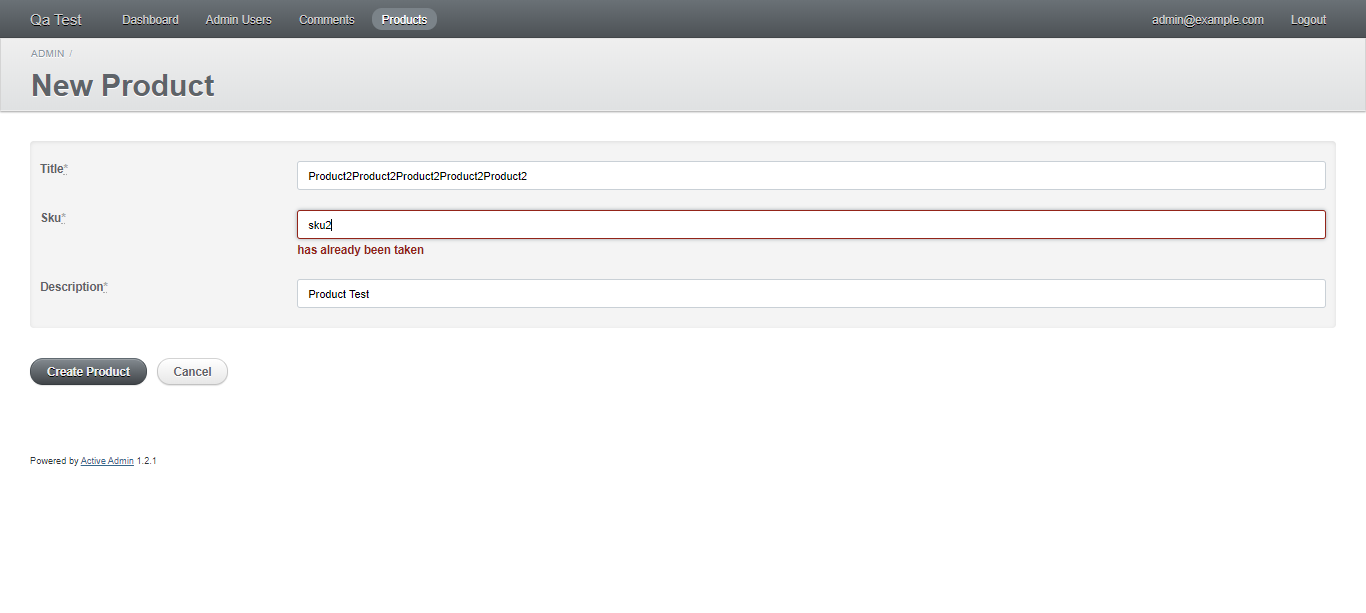 Qa Test Dashboard Admin Users Comments Products admin@example.com Logout
ADMIN /
New Product
Title* Product2Product2Product2Product2Product2
Sku* sku2
has already been taken
Description* Product Test
Create Product Cancel
Powered by Active Admin 1.2.1